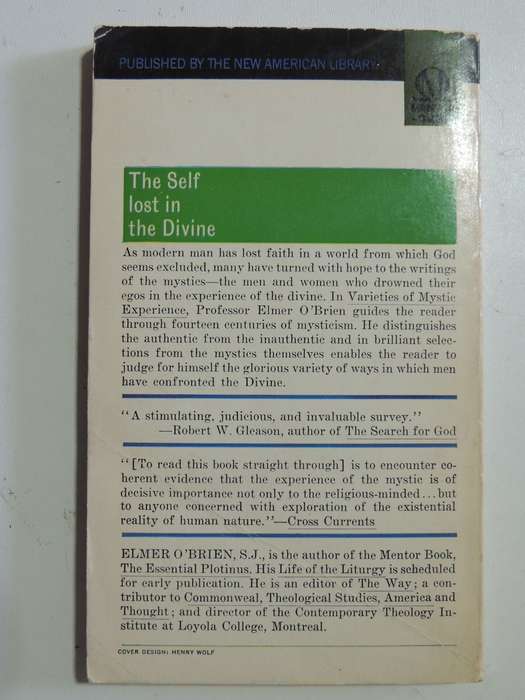 PUBLISHED BY THE NEW AMERICAN LIBRARY
The Self
lost in
the Divine
As modern man has lost faith in a world from which God
seems excluded, many have turned with hope to the writings
of the mystics—the men and women who drowned their
egos in the experience of the divine. In Varieties of Mystic
Experience, Professor Elmer O'Brien guides the reader
through fourteen centuries of mysticism. He distinguishes
the authentic from the inauthentic and in brilliant selec-
tions from the mystics themselves enables the reader to
judge for himself the glorious variety of ways in which men
have confronted the Divine.
"A stimulating, judicious, and invaluable survey."
—Robert W. Gleason, author of The Search for God
"[To read this book straight through] is to encounter co-
herent evidence that the experience of the mystic is of
decisive importance not only to the religious-minded...but
to anyone concerned with exploration of the existential
reality of human nature."—Cross Currents
ELMER O'BRIEN, S.J., is the author of the Mentor Book,
The Essential Plotinus. His Life of the Liturgy is scheduled
for early publication. He is an editor of The Way; a con-
tributor to Commonweal, Theological Studies, America and
Thought; and director of the Contemporary Theology In-
stitute at Loyola College, Montreal.
COVER DESIGN: HENRY WOLF